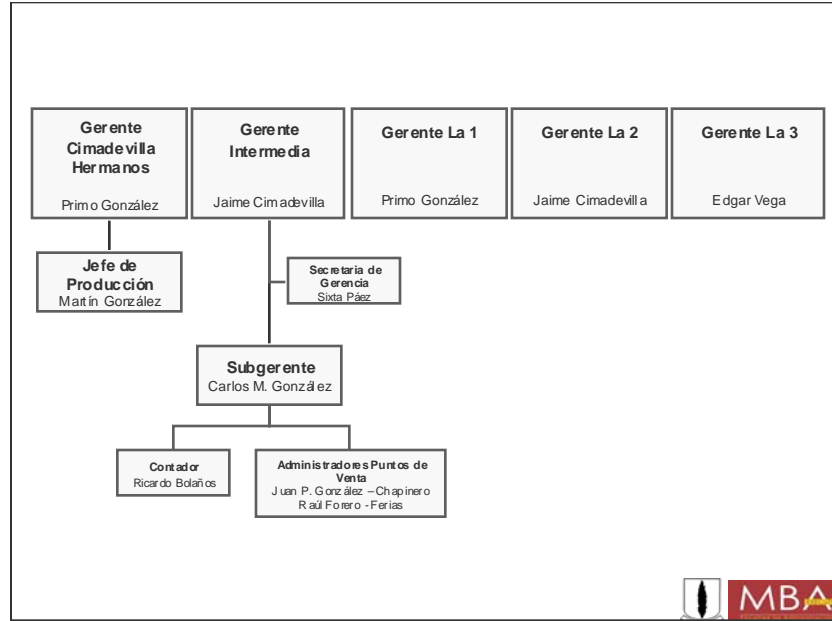 Gerente
Cimadevilla
Hermanos
Primo González
Gerente
Intermedia
Jaime Cimadevilla
Gerente La 1
Primo González
Gerente La 2
Jaime Cimadevilla
Gerente La 3
Edgar Vega
Jefe de
Producción
Martín González
Secretaria de
Gerencia
Sixta Páez
Subgerente
Carlos M. González
Contador
Ricardo Bolaños
Administradores Puntos de
Venta
Juan P. González – Chapinero
Raúl Forero - Ferias
MBA